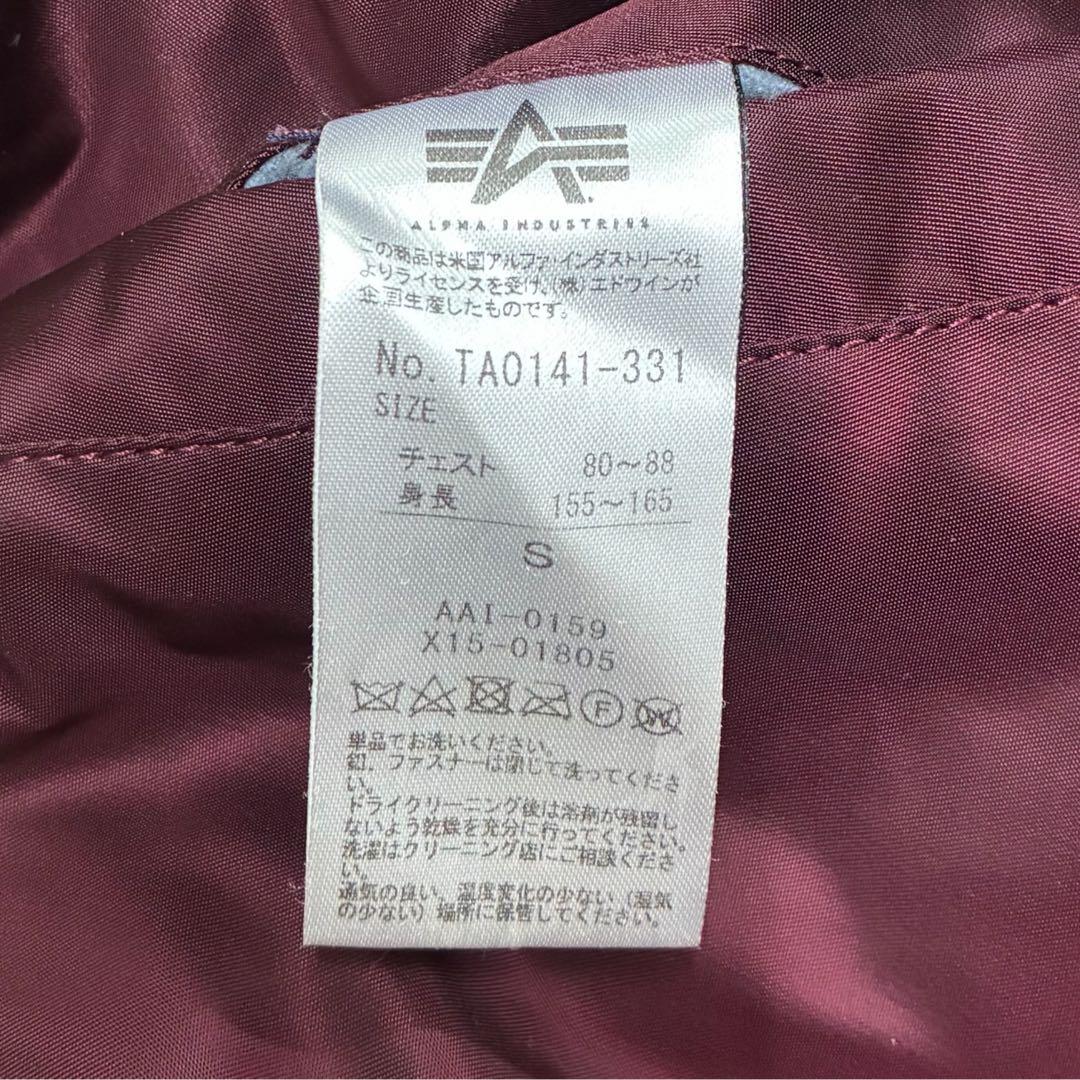 ALPHA INDUSTRIES
この商品は米国アルファ・インダストリーズ社
よりライセンスを受け、(株)エドウインが
企画生産したものです。
No. TA0141-331
SIZE
チェスト 80～88
身長 155～165
S
AAI-0159
X15-01805
F
W
単品でお洗いください。
釦、ファスナーは閉じて洗ってくださ
い。
ドライクリーニング後は溶剤が残留し
ないよう乾燥を充分に行ってください。
洗濯はクリーニング店にご相談くださ
い。
通気の良い、温度変化の少ない（湿気
の少ない）場所に保管してください。